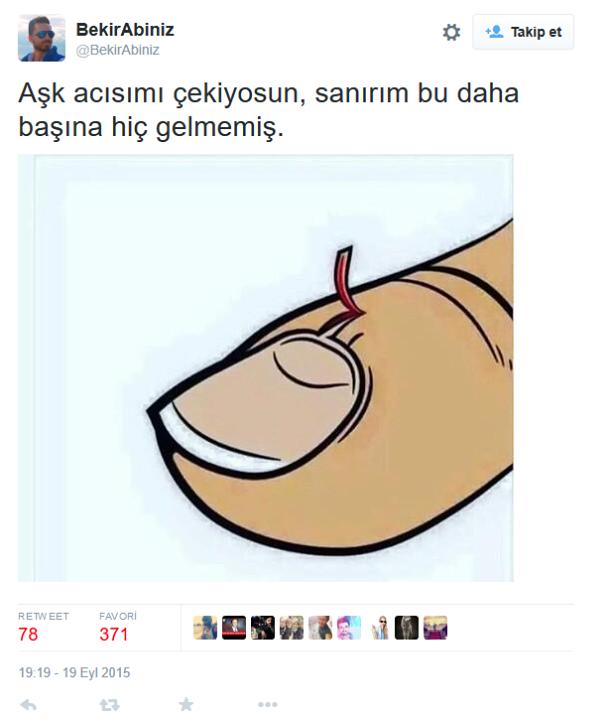 BekirAbiniz
@BekirAbiniz
Takip et
Aşk acısımı çekiyosun, sanırım bu daha
başına hiç gelmemiş.
RETWEET FAVORİ
78 371
19:19 - 19 Eyl 2015